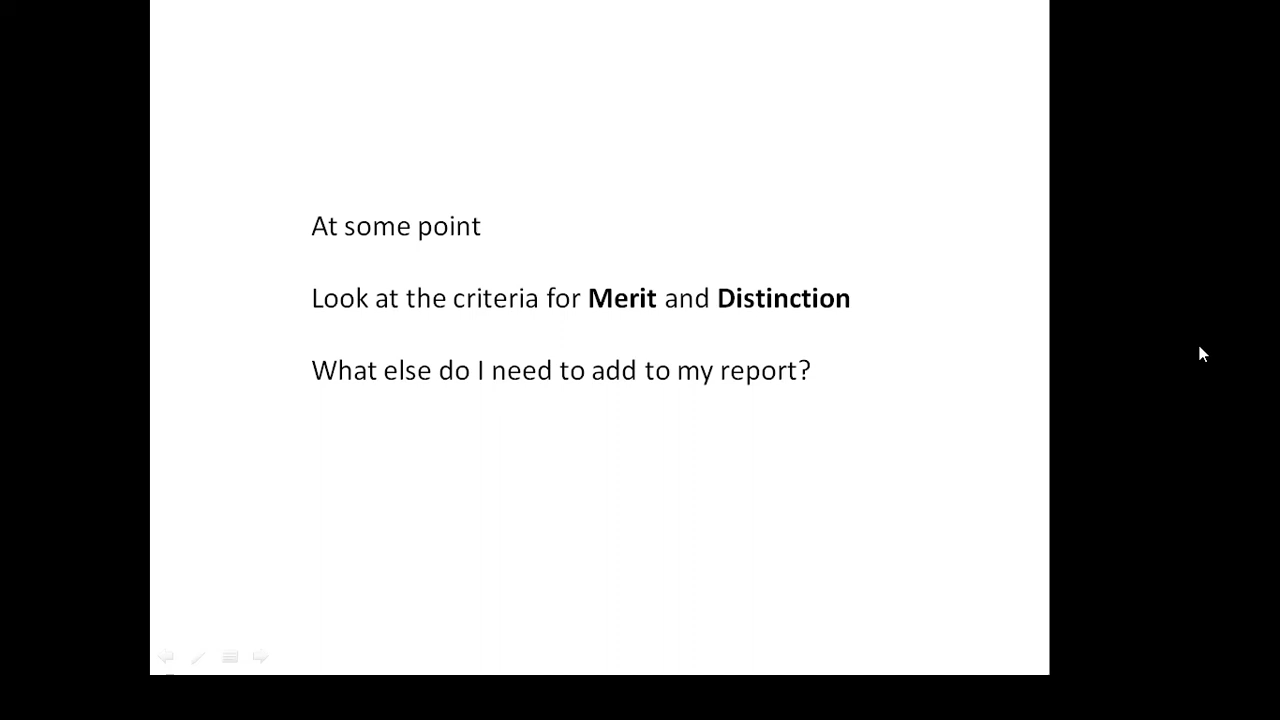 At some point
Look at the criteria for Merit and Distinction
What else do I need to add to my report?